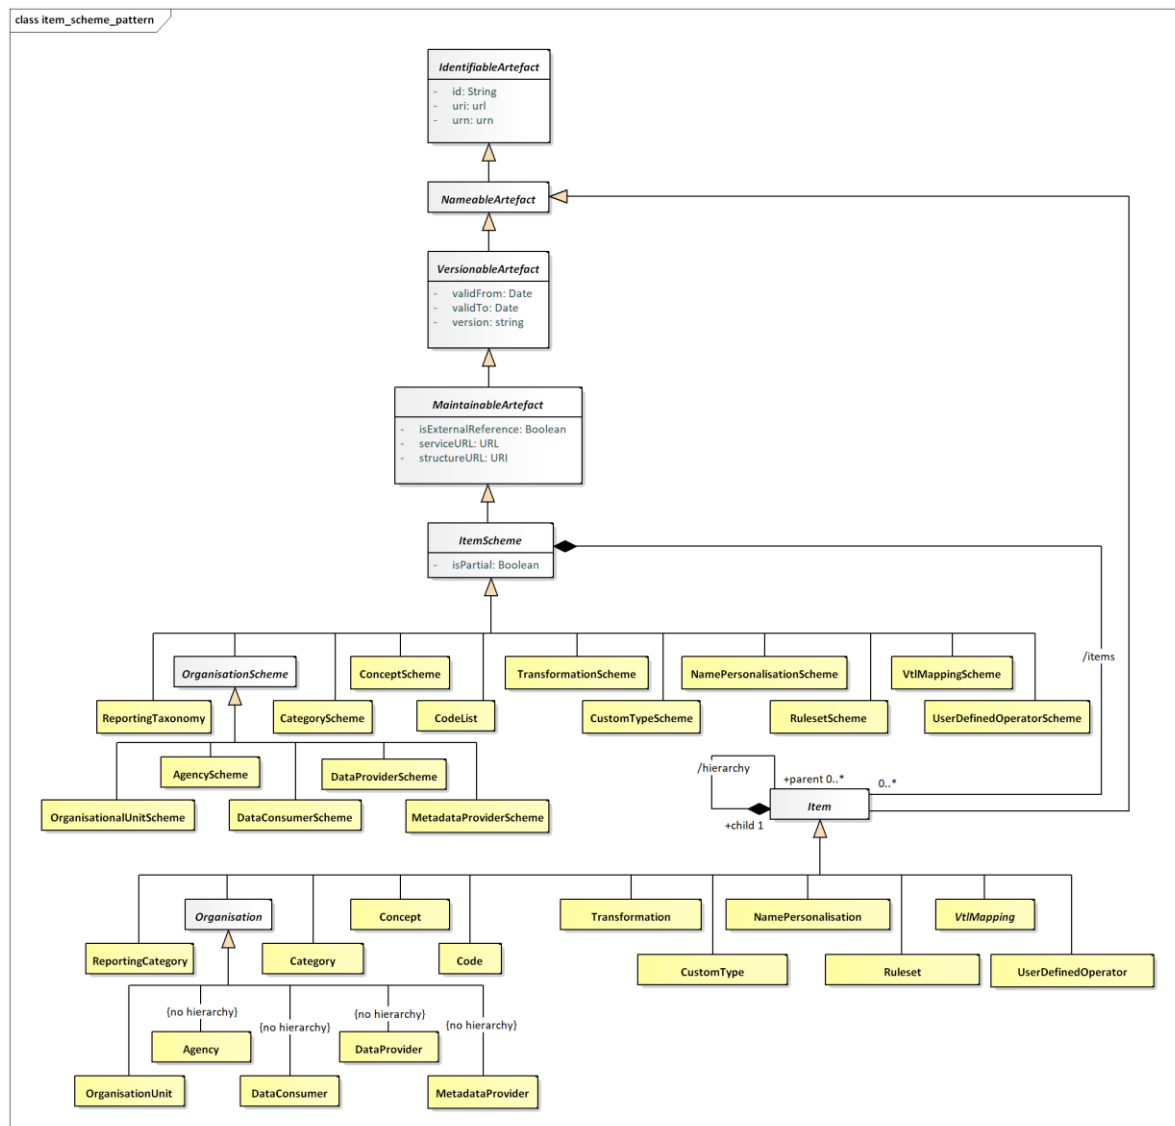 class item_scheme_pattern
IdentifiableArtefact
- id: String
- uri: url
- urn: urn
NameableArtefact
VersionableArtefact
- validFrom: Date
- validTo: Date
- version: string
MaintainableArtefact
- isExternalReference: Boolean
- serviceURL: URL
- structureURL: URI
ItemScheme
- isPartial: Boolean
/items
OrganisationScheme
ConceptScheme
TransformationScheme
NamePersonalisationScheme
VtlMappingScheme
ReportingTaxonomy
CategoryScheme
CodeList
CustomTypeScheme
RulesetScheme
UserDefinedOperatorScheme
AgencyScheme
DataProviderScheme
OrganisationalUnitScheme
DataConsumerScheme
MetadataProviderScheme
/hierarchy
+parent 0..*
0..*
Item
+child 1
Organisation
Concept
Transformation
NamePersonalisation
VtlMapping
ReportingCategory
Category
Code
CustomType
Ruleset
UserDefinedOperator
{no hierarchy}
{no hierarchy}
{no hierarchy}
{no hierarchy}
Agency
DataProvider
OrganisationUnit
DataConsumer
MetadataProvider